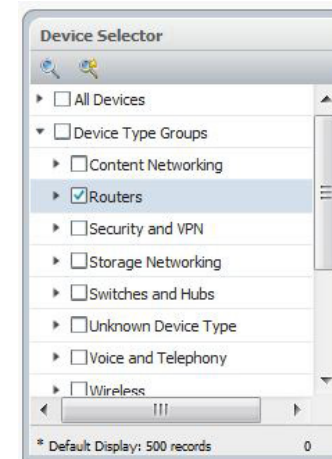 Device Selector
All Devices
Device Type Groups
Content Networking
Routers
Security and VPN
Storage Networking
Switches and Hubs
Unknown Device Type
Voice and Telephony
Wireless
* Default Display: 500 records 0